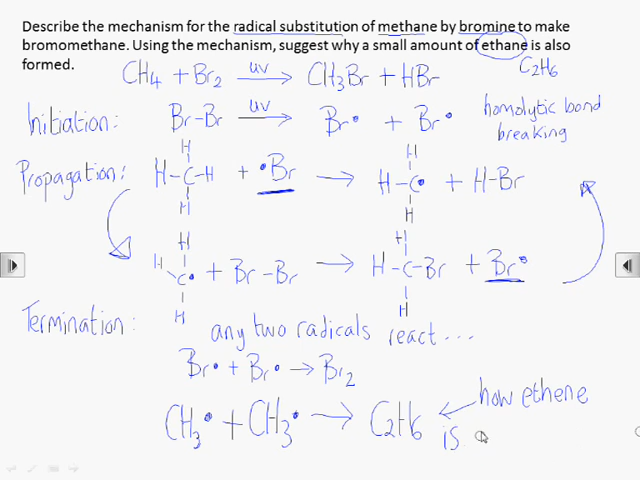 Describe the mechanism for the radical substitution of methane by bromine to make
bromomethane. Using the mechanism, suggest why a small amount of ethane is also
formed.
C2H6
CH4 + Br2 uv → CH3Br + HBr
Initiation: Br-Br uv → Br• + Br• homolytic bond
breaking
H H
Propagation: H-C-H + •Br → H-C• + H-Br
H H
H H
H C• + Br-Br → H-C-Br + Br•
H H
Termination: any two radicals react ...
Br• + Br• → Br2
CH3• + CH3• → C2H6 ← how ethene
is